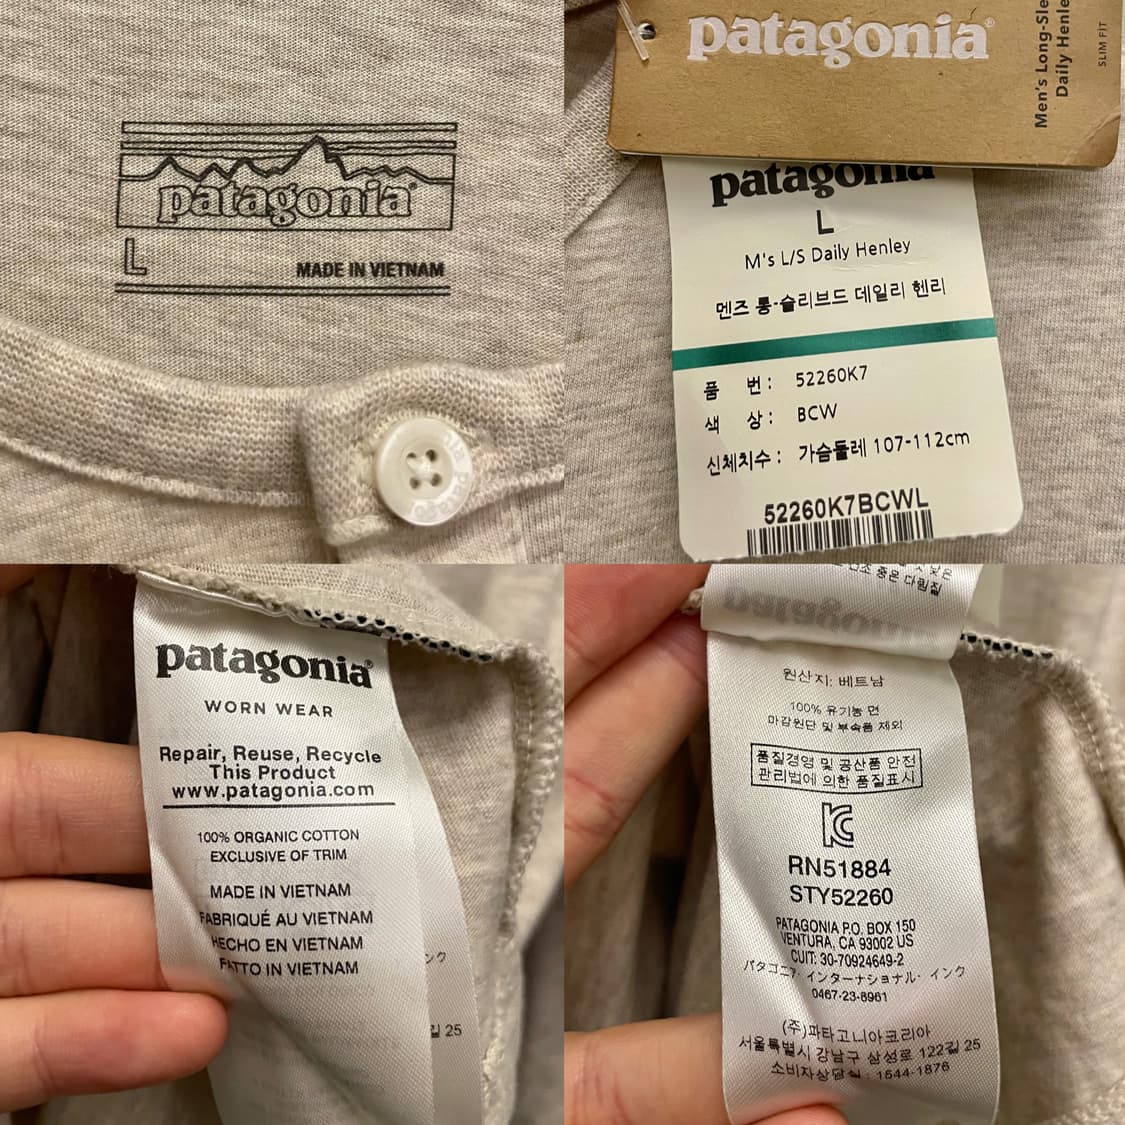 patagonia®
L
MADE IN VIETNAM
patagonia
patagonia®
Men's Long-Sle
Daily Henle
SLIM FIT
patagonia
L
M's L/S Daily Henley
멘즈 롱-슬리브드 데일리 헨리
품 번: 52260K7
색 상: BCW
신체치수: 가슴둘레 107-112cm
52260K7BCWL
patagonia®
WORN WEAR
Repair, Reuse, Recycle
This Product
www.patagonia.com
100% ORGANIC COTTON
EXCLUSIVE OF TRIM
MADE IN VIETNAM
FABRIQUÉ AU VIETNAM
HECHO EN VIETNAM
FATTO IN VIETNAM
ンク
길 25
원산지: 베트남
100% 유기농 면
마감원단 및 부속품 제외
품질경영 및 공산품 안전
관리법에 의한 품질표시
RN51884
STY52260
PATAGONIA P.O. BOX 150
VENTURA, CA 93002 US
CUIT: 30-70924649-2
パタゴニア・インターナショナル・インク
0467-23-8961
(주)파타고니아코리아
서울특별시 강남구 삼성로 122길 25
소비자상담실 : 1544-1876